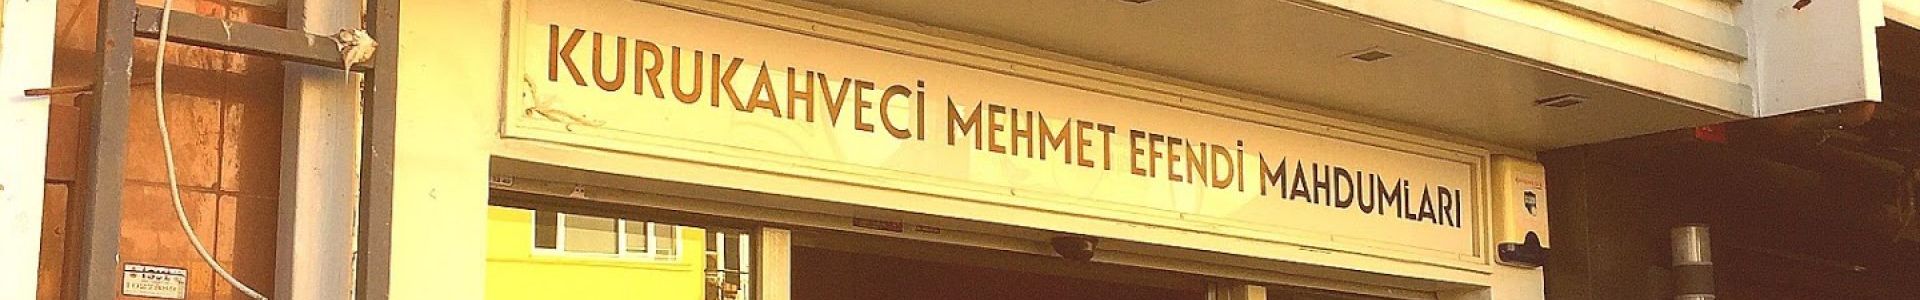 KURUKAHVECİ MEHMET EFENDİ MAHDUMLARI